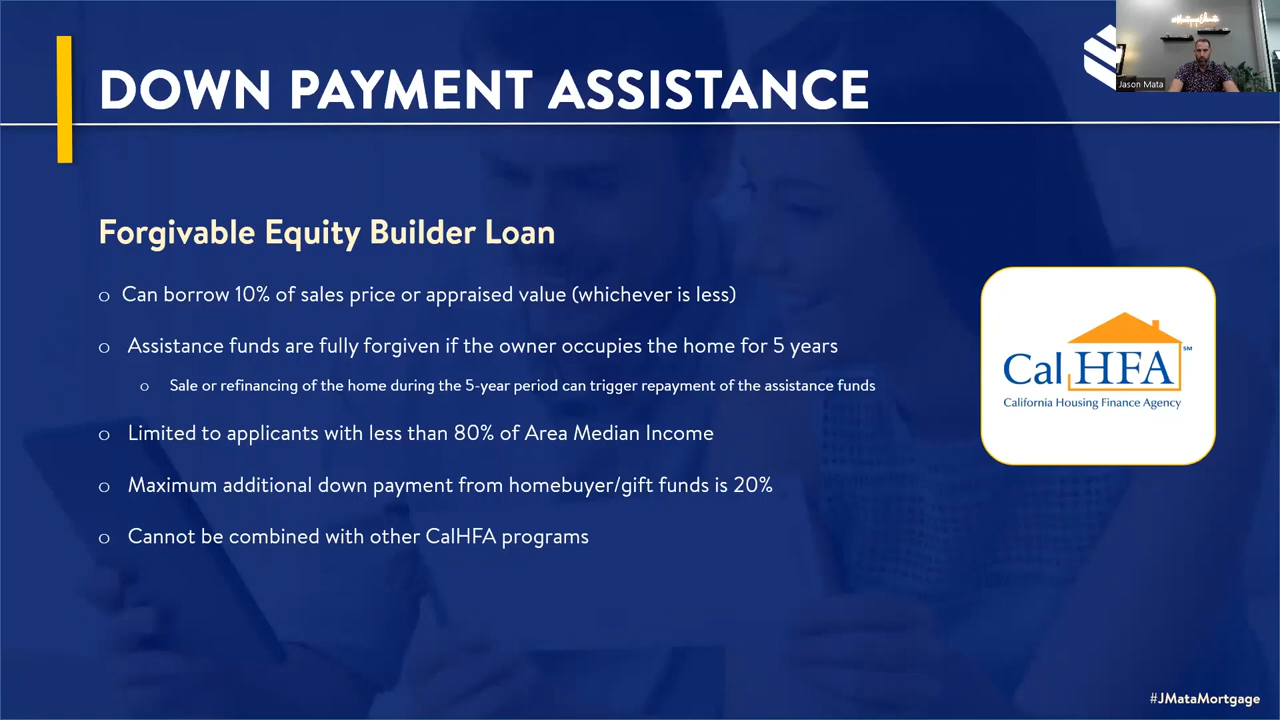 DOWN PAYMENT ASSISTANCE
Jason Mata
Forgivable Equity Builder Loan
o Can borrow 10% of sales price or appraised value (whichever is less)
o Assistance funds are fully forgiven if the owner occupies the home for 5 years
o Sale or refinancing of the home during the 5-year period can trigger repayment of the assistance funds
o Limited to applicants with less than 80% of Area Median Income
o Maximum additional down payment from homebuyer/gift funds is 20%
o Cannot be combined with other CalHFA programs
Cal HFA SM
California Housing Finance Agency
#JMataMortgage